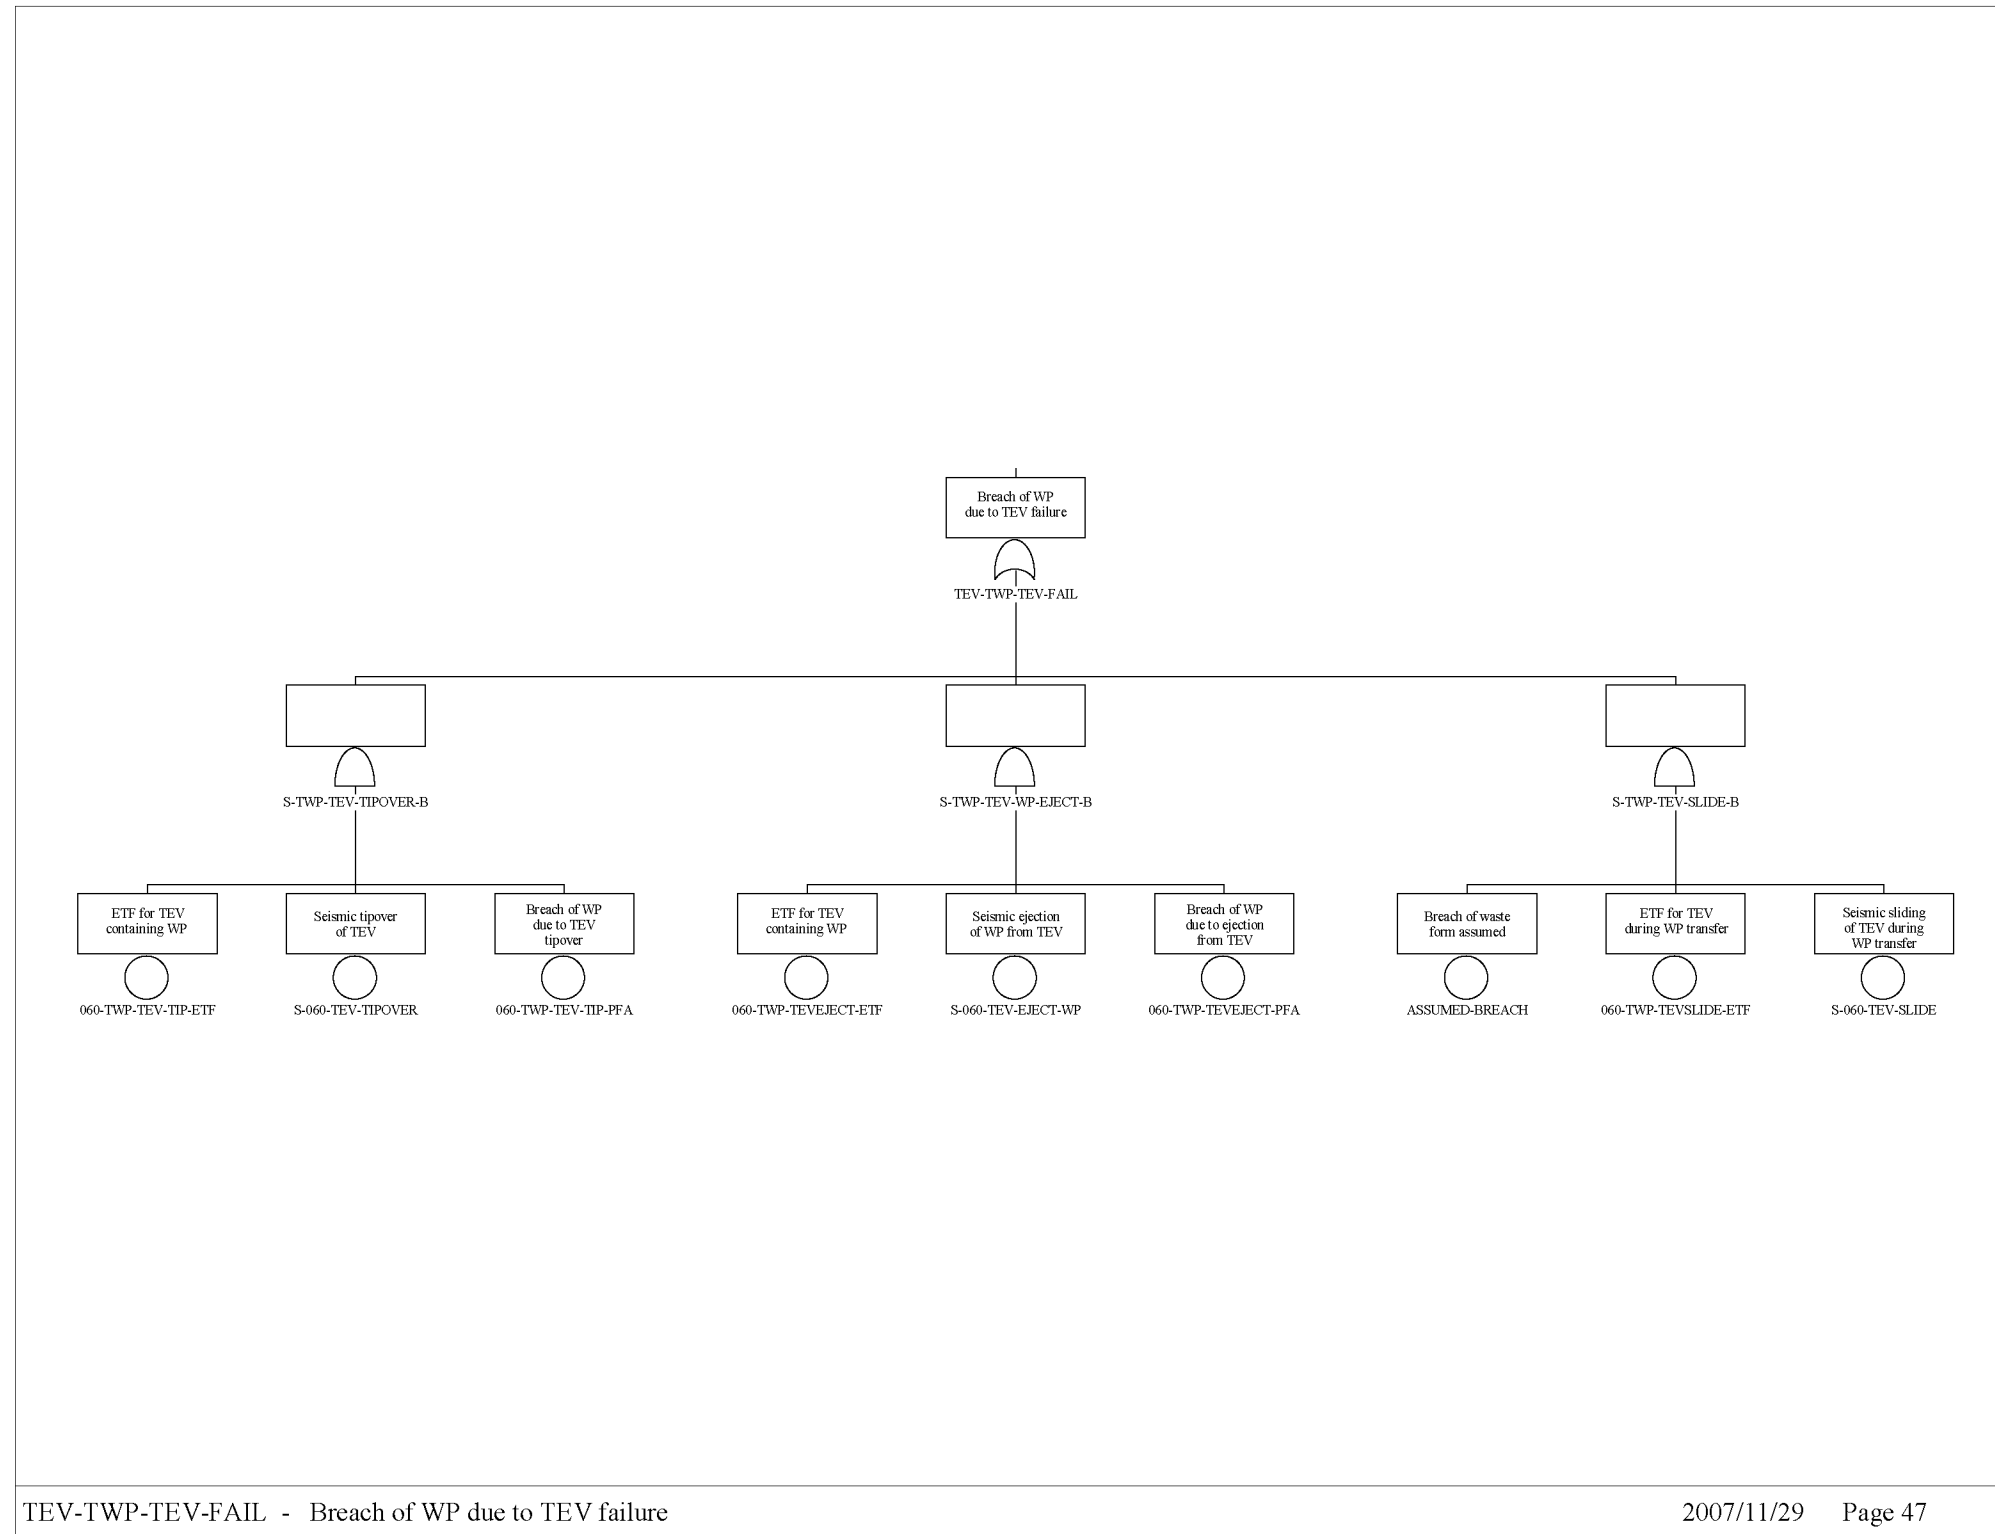 Breach of WP
due to TEV failure
TEV-TWP-TEV-FAIL
S-TWP-TEV-TIPOVER-B
S-TWP-TEV-WP-EJECT-B
S-TWP-TEV-SLIDE-B
ETF for TEV
containing WP
060-TWP-TEV-TIP-ETF
Seismic tipover
of TEV
S-060-TEV-TIPOVER
Breach of WP
due to TEV
tipover
060-TWP-TEV-TIP-PFA
ETF for TEV
containing WP
060-TWP-TEVEJECT-ETF
Seismic ejection
of WP from TEV
S-060-TEV-EJECT-WP
Breach of WP
due to ejection
from TEV
060-TWP-TEVEJECT-PFA
Breach of waste
form assumed
ASSUMED-BREACH
ETF for TEV
during WP transfer
060-TWP-TEVSLIDE-ETF
Seismic sliding
of TEV during
WP transfer
S-060-TEV-SLIDE
TEV-TWP-TEV-FAIL - Breach of WP due to TEV failure
2007/11/29 Page 47